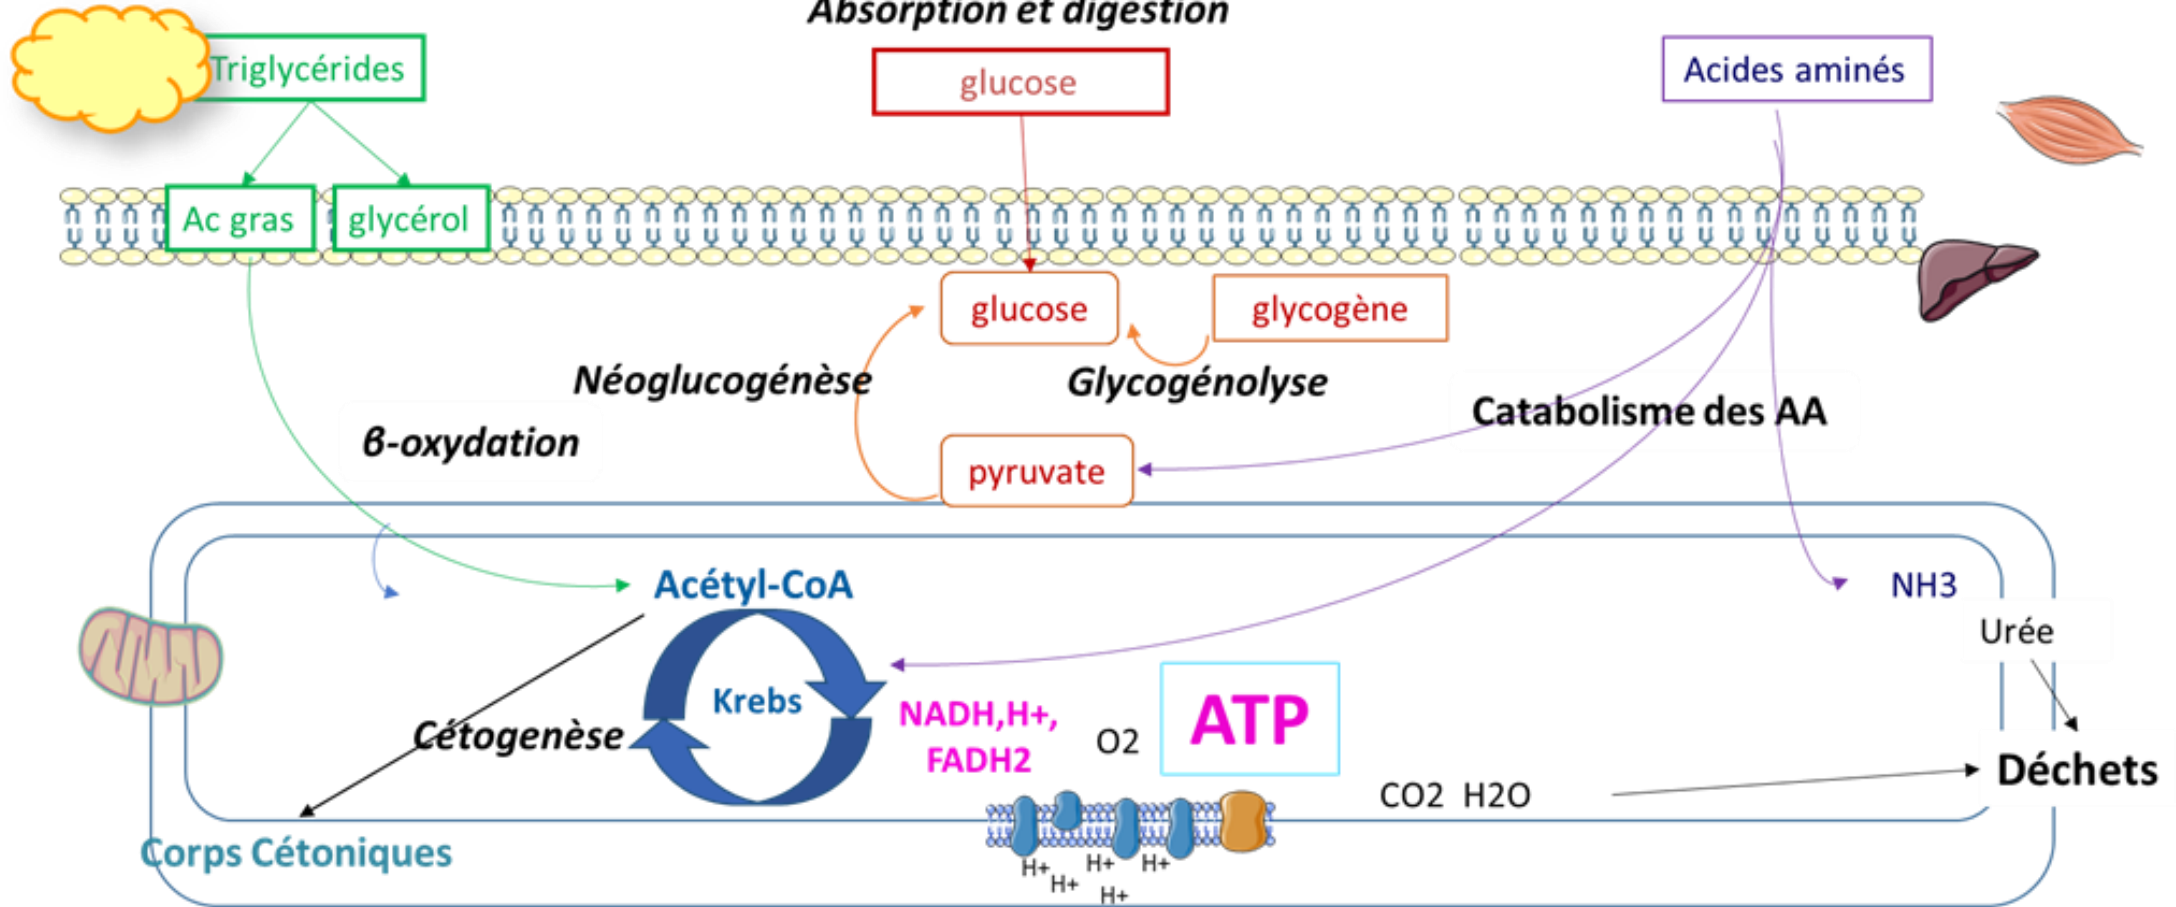 Absorption et digestion
Triglycérides
glucose
Acides aminés
Ac gras
glycérol
glucose
glycogène
Néoglucogénèse
Glycogénolyse
Catabolisme des AA
β-oxydation
pyruvate
Acétyl-CoA
NH3
Urée
Krebs
NADH,H+,
FADH2
O2
ATP
Cétogenèse
Déchets
CO2 H2O
Corps Cétoniques
H+
H+
H+
H+
H+